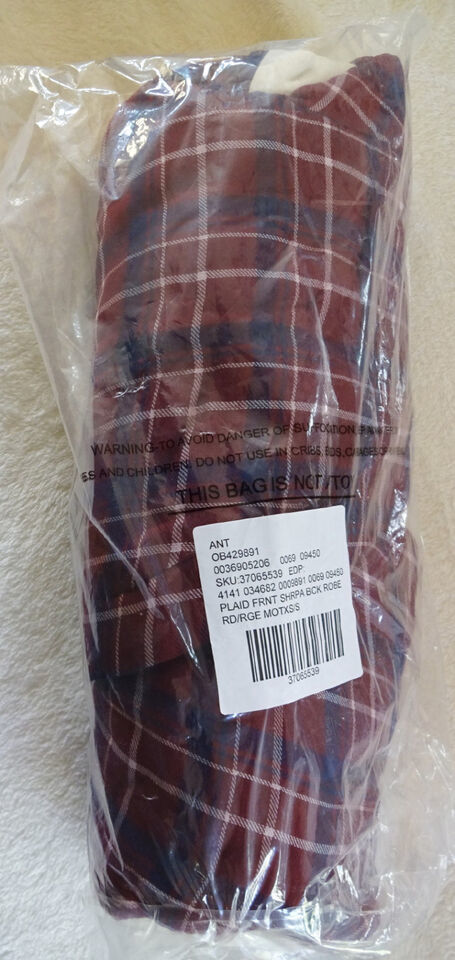 WARNING-TO AVOID DANGER OF SUFFOCATION,
AND CHILDREN. DO NOT USE IN CRIBS,
THIS BAG IS NOT
ANT
OB429891
0036905206 0069 09450
SKU:37065539 EDP:
4141 034682 0009891 0069 09450
PLAID FRNT SHRPA BCK ROBE
RD/RGE MOTXS/S
37065539